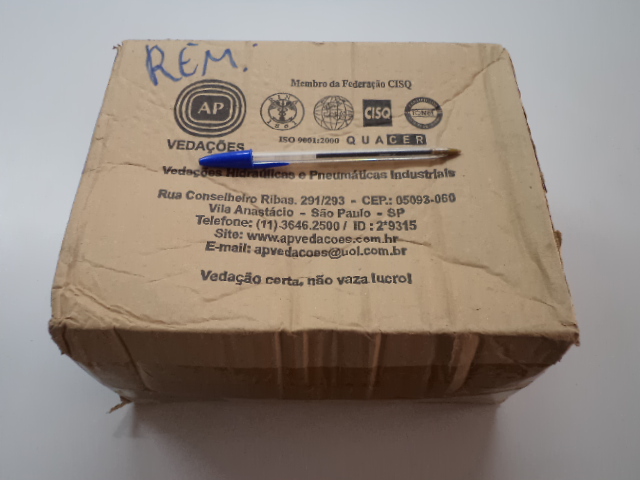 REM.
Membro da Federação CISQ
AP
CISQ
VEDAÇÕES
ISO 9001:2000 QUACER
Vedações Hidráulicas e Pneumáticas Industriais
Rua Conselheiro Ribas, 291/293 - CEP.: 05093-060
Vila Anastácio - São Paulo - SP
Telefone: (11) 3646.2500 / ID : 2*9315
Site: www.apvedacoes.com.br
E-mail: apvedacoes@uol.com.br
Vedação certa, não vaza lucro!